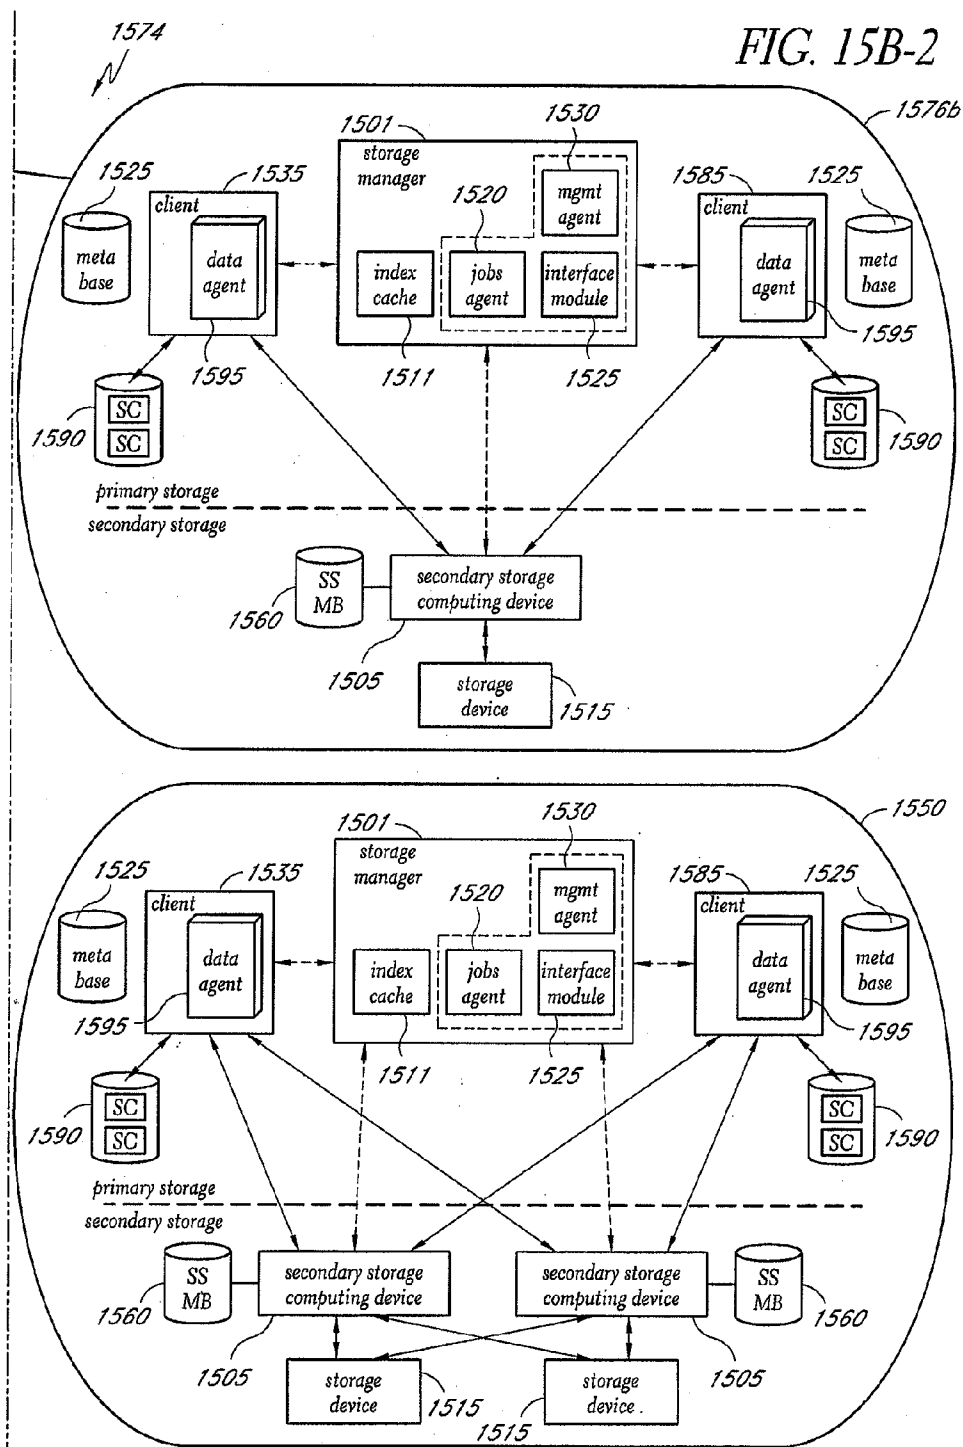 FIG. 15B-2
1574
1576b
1530
1501
storage
manager
1525
1535
1585
1525
client
1520
mgmt
agent
client
meta
base
data
agent
index
cache
jobs
agent
interface
module
data
agent
meta
base
1595
1511
1525
1595
SC
SC
1590
SC
SC
1590
primary storage
secondary storage
SS
MB
secondary storage
computing device
1560
1505
storage
device
1515
1550
1530
1501
storage
manager
1525
1535
1585
1525
client
1520
mgmt
agent
client
meta
base
data
agent
index
cache
jobs
agent
interface
module
data
agent
meta
base
1595
1511
1525
1595
SC
SC
1590
SC
SC
1590
primary storage
secondary storage
SS
MB
secondary storage
computing device
secondary storage
computing device
SS
MB
1560
1560
1505
1505
storage
device
1515
1515
storage
device